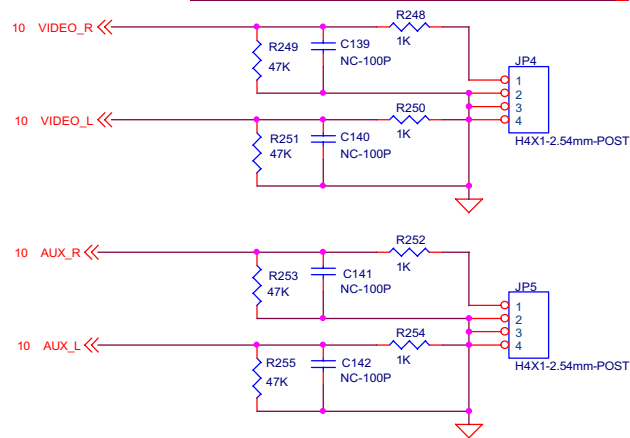 R248
10 VIDEO_R
1K
R249
47K
C139
NC-100P
JP4
1
2
3
4
H4X1-2.54mm-POST
R250
10 VIDEO_L
1K
R251
47K
C140
NC-100P
R252
10 AUX_R
1K
R253
47K
C141
NC-100P
JP5
1
2
3
4
H4X1-2.54mm-POST
R254
10 AUX_L
1K
R255
47K
C142
NC-100P